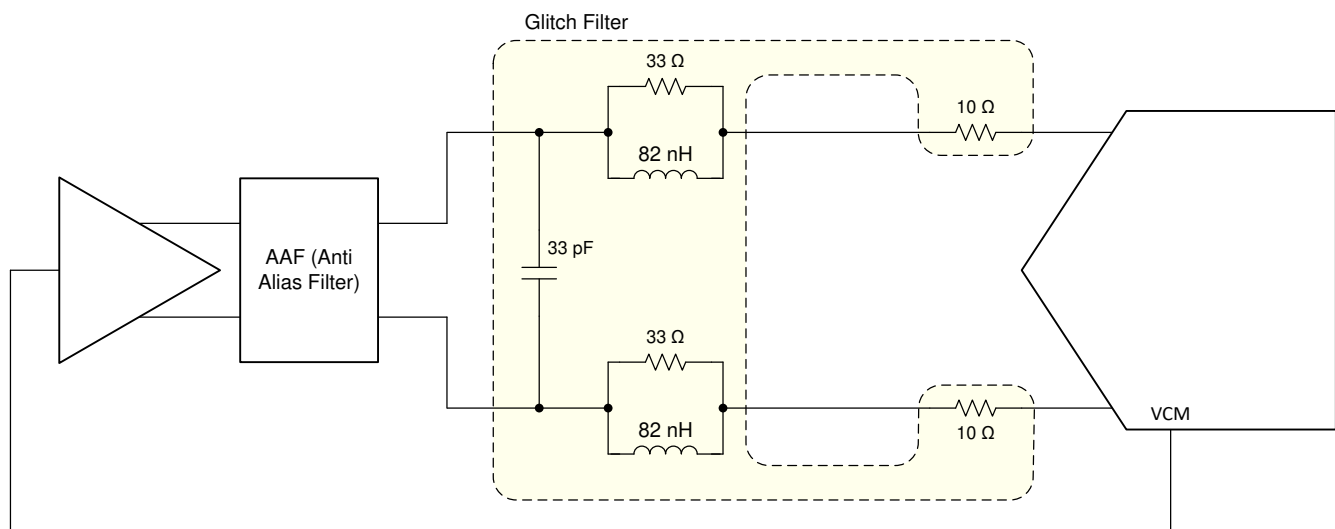 Glitch Filter
33 Ω
10 Ω
82 nH
AAF (Anti
Alias Filter)
33 pF
33 Ω
10 Ω
82 nH
VCM